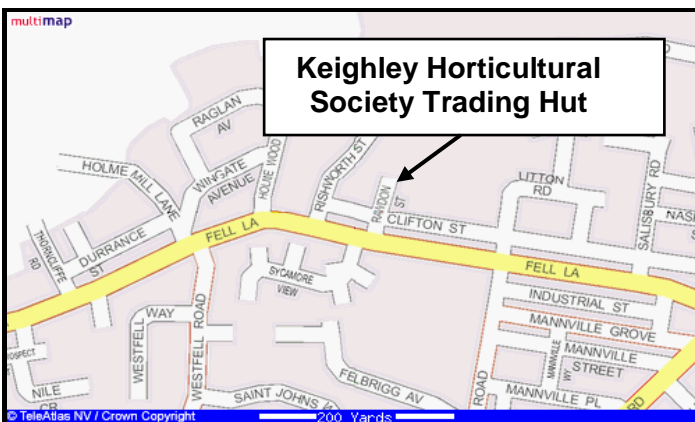 multimap
Keighley Horticultural
Society Trading Hut
RAGLAN
AV
HOLME MILL LANE
WINGATE
AVENUE
HOLME WOOD
RISHWORTH ST
RAWDON
ST
LITTON
RD
SALISBURY RD
NAS
CLIFTON ST
FELL LA
DURRANCE
ST
THORNCLIFFE
RD
SYCAMORE
VIEW
FELL LA
INDUSTRIAL ST
MANNVILLE GROVE
WAY
WESTFELL
WESTFELL ROAD
MANNVILLE
WY
MANNVILLE
STREET
OSPECT
FELBRIGG AV
NILE
CR
SAINT JOHNS
ROAD
MANNVILLE PL
RD
© TeleAtlas NV / Crown Copyright
200 Yards